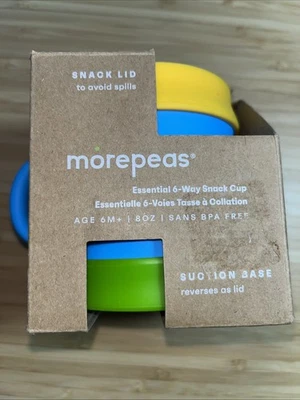 SNACK LID
to avoid spills
morepeas®
Essential 6-Way Snack Cup
Essentielle 6-Voies Tasse à Collation
AGE 6M+ | 8OZ | SANS BPA FREE
SUCTION BASE
reverses as lid